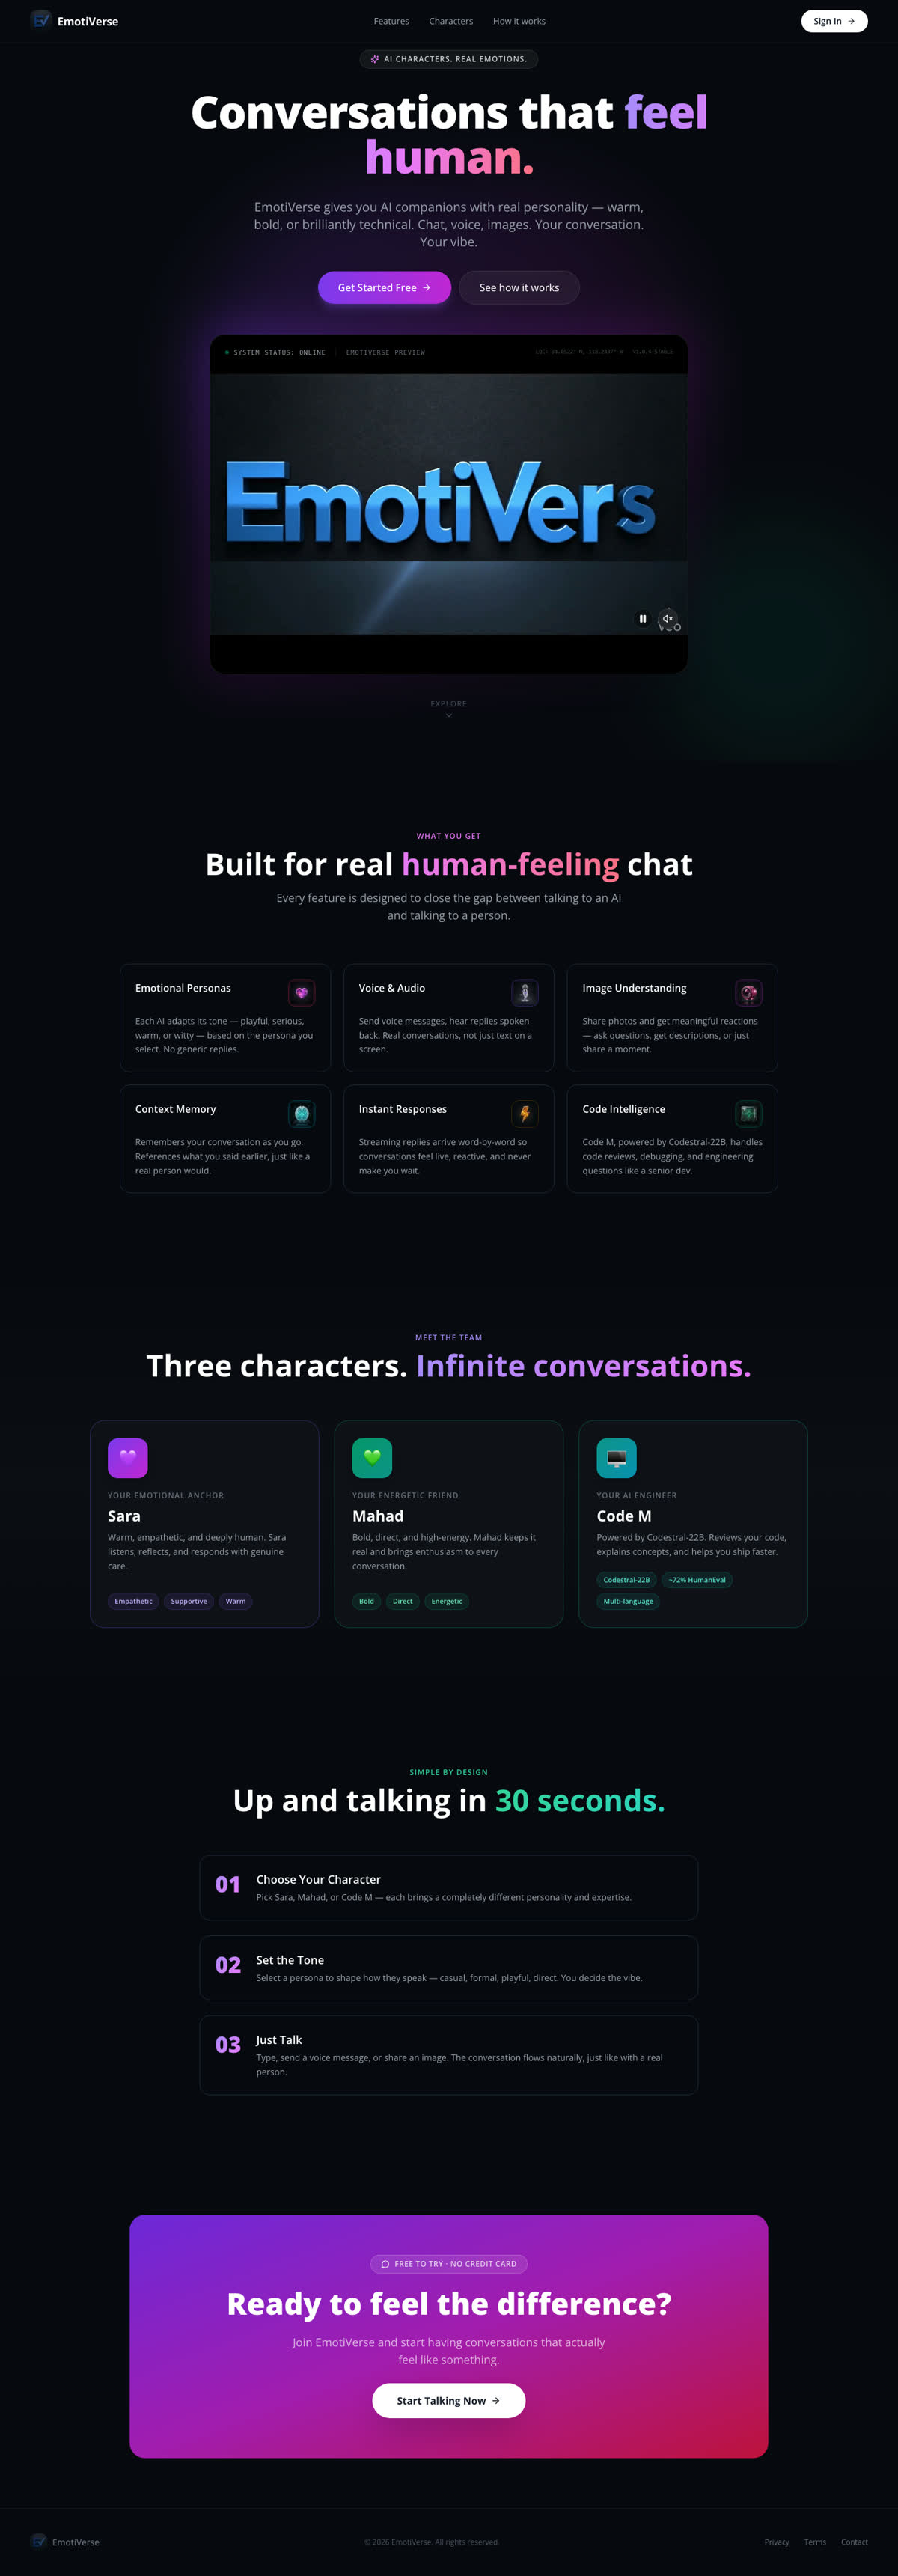 EmotiVerse
Features
Characters
How it works
Sign In
AI CHARACTERS. REAL EMOTIONS.
Conversations that feel
human.
EmotiVerse gives you AI companions with real personality — warm,
bold, or brilliantly technical. Chat, voice, images. Your conversation.
Your vibe.
Get Started Free
See how it works
SYSTEM STATUS: ONLINE
EMOTIVERSE PREVIEW
EmotiVers
EXPLORE
WHAT YOU GET
Built for real human-feeling chat
Every feature is designed to close the gap between talking to an AI
and talking to a person.
Emotional Personas
Each AI adapts its tone — playful, serious,
warm, or witty — based on the persona you
select. No generic replies.
Voice & Audio
Send voice messages, hear replies spoken
back. Real conversations, not just text on a
screen.
Image Understanding
Share photos and get meaningful reactions
— ask questions, get descriptions, or just
share a moment.
Context Memory
Remembers your conversation as you go.
References what you said earlier, just like a
real person would.
Instant Responses
Streaming replies arrive word-by-word so
conversations feel live, reactive, and never
make you wait.
Code Intelligence
Code M, powered by Codestral-22B, handles
code reviews, debugging, and engineering
questions like a senior dev.
MEET THE TEAM
Three characters. Infinite conversations.
YOUR EMOTIONAL ANCHOR
Sara
Warm, empathetic, and deeply human. Sara
listens, reflects, and responds with genuine
care.
Empathetic
Supportive
Warm
YOUR ENERGETIC FRIEND
Mahad
Bold, direct, and high-energy. Mahad keeps it
real and brings enthusiasm to every
conversation.
Bold
Direct
Energetic
YOUR AI ENGINEER
Code M
Powered by Codestral-22B. Reviews your code,
explains concepts, and helps you ship faster.
Codestral-22B
~72% HumanEval
Multi-language
SIMPLE BY DESIGN
Up and talking in 30 seconds.
01
Choose Your Character
Pick Sara, Mahad, or Code M — each brings a completely different personality and expertise.
02
Set the Tone
Select a persona to shape how they speak — casual, formal, playful, direct. You decide the vibe.
03
Just Talk
Type, send a voice message, or share an image. The conversation flows naturally, just like with a real
person.
FREE TO TRY · NO CREDIT CARD
Ready to feel the difference?
Join EmotiVerse and start having conversations that actually
feel like something.
Start Talking Now
EmotiVerse
© 2026 EmotiVerse. All rights reserved.
Privacy
Terms
Contact